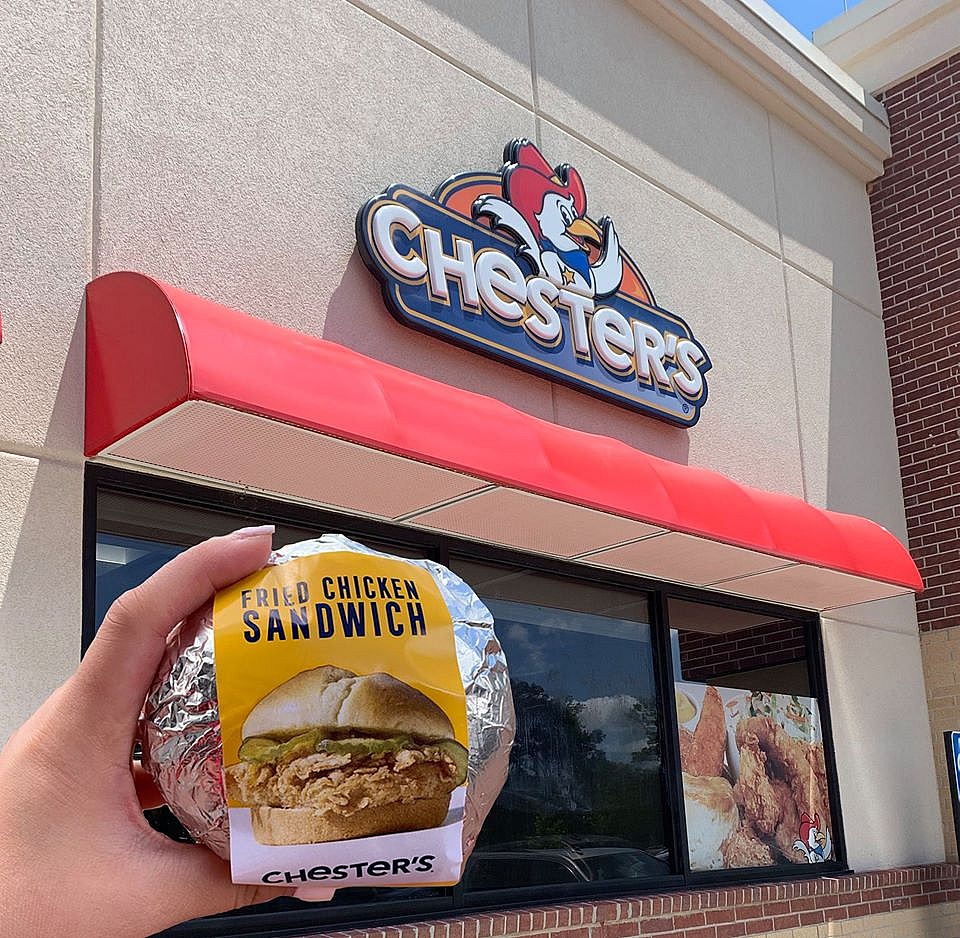 CHESTER'S
®
FRIED CHICKEN
SANDWICH
CHESTER'S